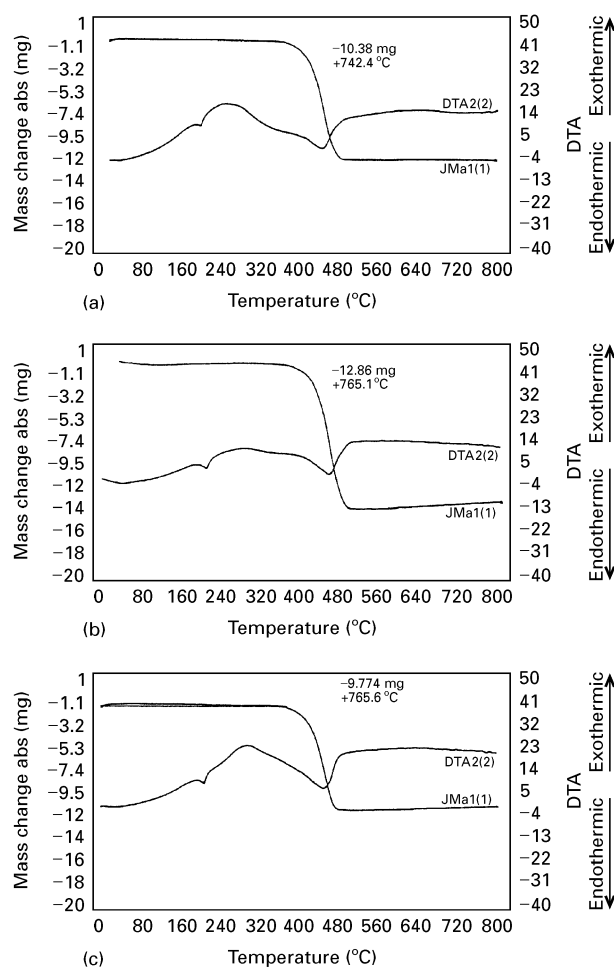 Mass change abs (mg)
1
−1.1
−3.2
−5.3
−7.4
−9.5
−12
−14
−16
−18
−20
−10.38 mg
+742.4 °C
DTA2(2)
JMa1(1)
50
41
32
23
14
5
−4
−13
−22
−31
−40
DTA
Exothermic
Endothermic
0 80 160 240 320 400 560 640 720 800
(a)
Temperature (°C)
Mass change abs (mg)
1
−1.1
−3.2
−5.3
−7.4
−9.5
−12
−14
−16
−18
−20
−12.86 mg
+765.1 °C
DTA2(2)
JMa1(1)
50
41
32
23
14
5
−4
−13
−22
−31
−40
DTA
Exothermic
Endothermic
0 80 160 240 320 400 560 640 720 800
(b)
Temperature (°C)
Mass change abs (mg)
1
−1.1
−3.2
−5.3
−7.4
−9.5
−12
−14
−16
−18
−20
−9.774 mg
+765.6 °C
DTA2(2)
JMa1(1)
50
41
32
23
14
5
−4
−13
−22
−31
−40
DTA
Exothermic
Endothermic
0 80 160 240 320 400 560 640 720 800
(c)
Temperature (°C)